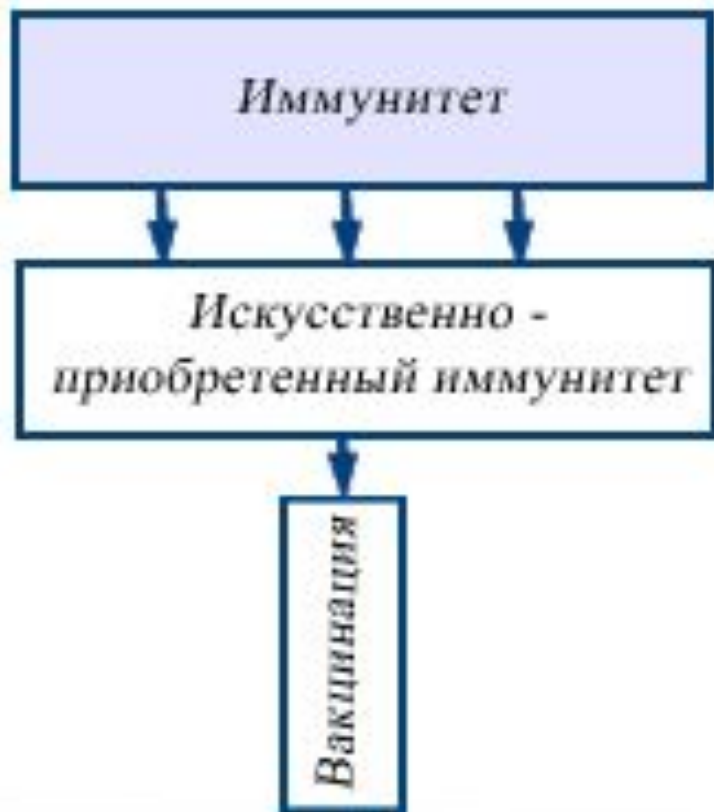 Иммунитет
Искусственно -
приобретенный иммунитет
Вакцинация